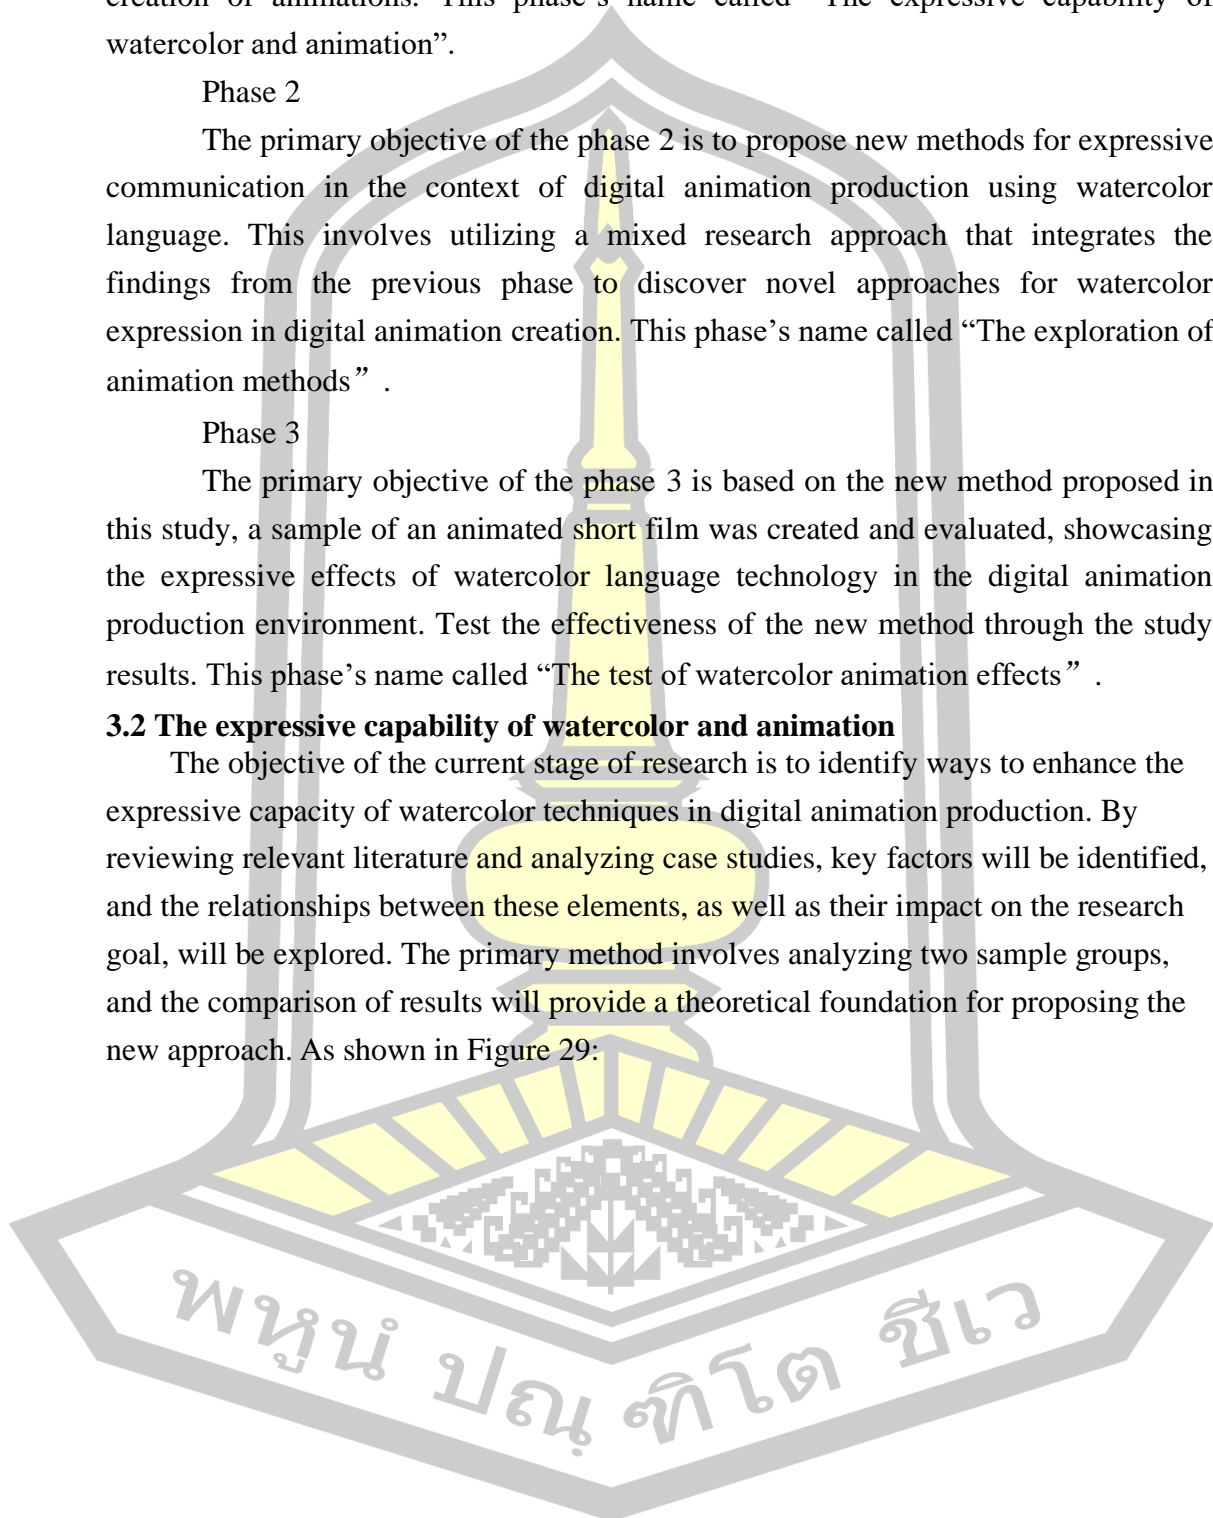 creation of animations. This phase's name called "The expressive capability of
watercolor and animation”.
Phase 2
The primary objective of the phase 2 is to propose new methods for expressive
communication in the context of digital animation production using watercolor
language. This involves utilizing a mixed research approach that integrates the
findings from the previous phase to discover novel approaches for watercolor
expression in digital animation creation. This phase’s name called “The exploration of
animation methods” .
Phase 3
The primary objective of the phase 3 is based on the new method proposed in
this study, a sample of an animated short film was created and evaluated, showcasing
the expressive effects of watercolor language technology in the digital animation
production environment. Test the effectiveness of the new method through the study
results. This phase’s name called “The test of watercolor animation effects” .
3.2 The expressive capability of watercolor and animation
The objective of the current stage of research is to identify ways to enhance the
expressive capacity of watercolor techniques in digital animation production. By
reviewing relevant literature and analyzing case studies, key factors will be identified,
and the relationships between these elements, as well as their impact on the research
goal, will be explored. The primary method involves analyzing two sample groups,
and the comparison of results will provide a theoretical foundation for proposing the
new approach. As shown in Figure 29:
พหูนํ ปณฺ ฑิโต ชีเว